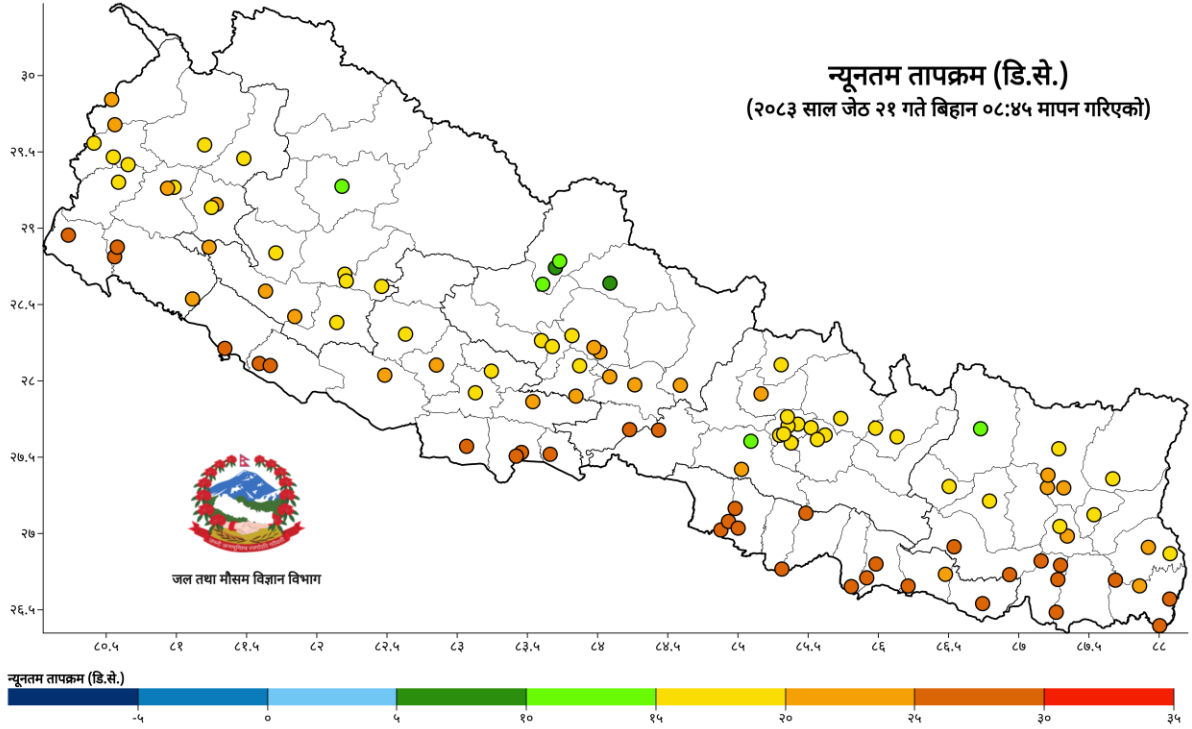 न्यूनतम तापक्रम (डि.से.)
(२०८३ साल जेठ २१ गते बिहान ०८:४५ मापन गरिएको)
३०
२९.५
२९
२८.५
२८
२७.५
२७
२६.५
जल तथा मौसम विज्ञान विभाग
८०.५ ८१ ८१.५ ८२ ८२.५ ८३ ८३.५ ८४ ८४.५ ८५ ८५.५ ८६ ८६.५ ८७ ८७.५ ८८
न्यूनतम तापक्रम (डि.से.)
-५ ० ५ १० १५ २० २५ ३० ३५